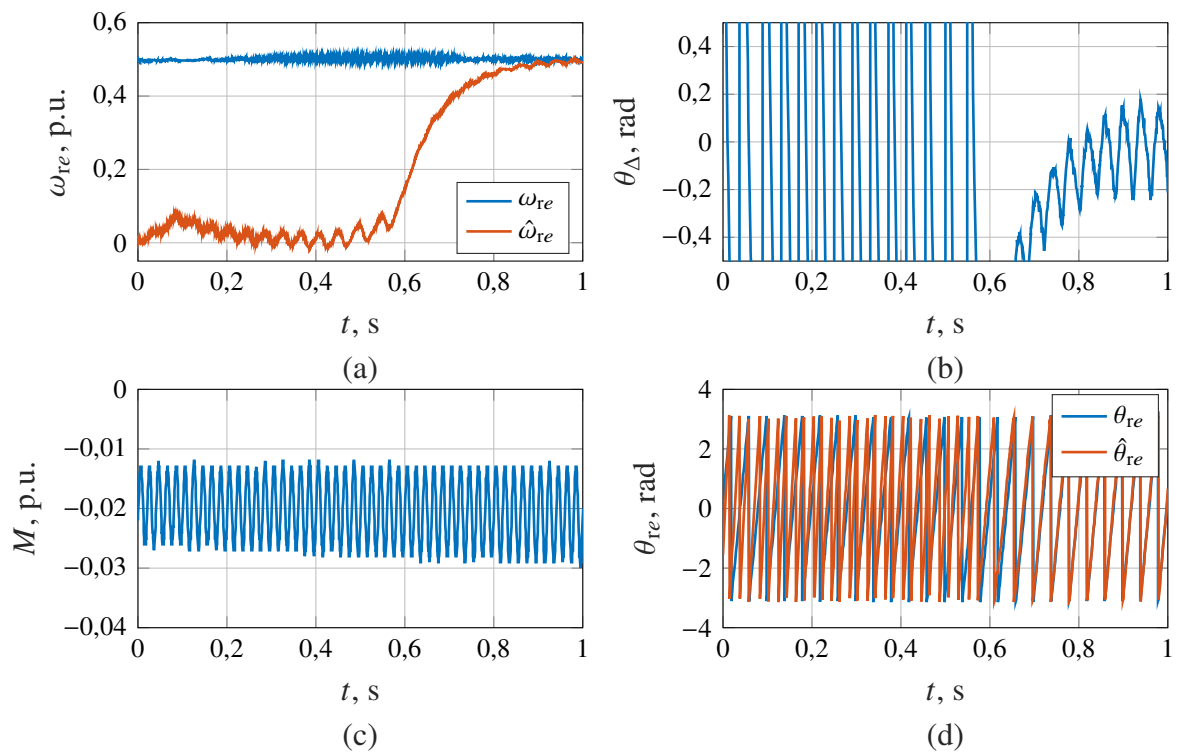 0,6
0,4
0,2
0
ω_re, p.u.
ω_re
ω̂_re
0 0,2 0,4 0,6 0,8 1
t, s
(a)
0,4
0,2
0
−0,2
−0,4
θ_Δ, rad
0 0,2 0,4 0,6 0,8 1
t, s
(b)
0
−0,01
−0,02
−0,03
−0,04
M, p.u.
0 0,2 0,4 0,6 0,8 1
t, s
(c)
4
2
0
−2
−4
θ_re, rad
θ_re
θ̂_re
0 0,2 0,4 0,6 0,8 1
t, s
(d)